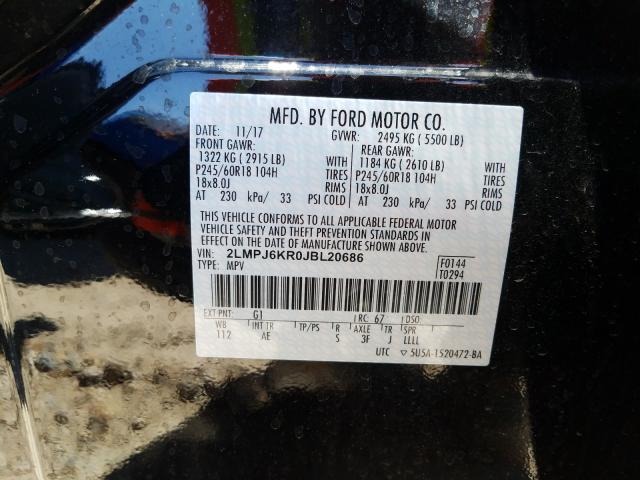 MFD. BY FORD MOTOR CO.
DATE: 11/17 GVWR: 2495 KG ( 5500 LB)
FRONT GAWR: REAR GAWR:
1322 KG ( 2915 LB) WITH 1184 KG ( 2610 LB) WITH
P245/60R18 104H TIRES P245/60R18 104H TIRES
18x8.0J RIMS 18x8.0J RIMS
AT 230 kPa/ 33 PSI COLD AT 230 kPa/ 33 PSI COLD
THIS VEHICLE CONFORMS TO ALL APPLICABLE FEDERAL MOTOR
VEHICLE SAFETY AND THEFT PREVENTION STANDARDS IN
EFFECT ON THE DATE OF MANUFACTURE SHOWN ABOVE.
VIN: 2LMPJ6KR0JBL20686 F0144
TYPE: MPV T0294
EXT PNT: G1 RC: 67 DSO:
WB INT TR TP/PS R AXLE TR SPR
112 AE S 3F J LLLL
UTC ▽5U5A-1520472-BA